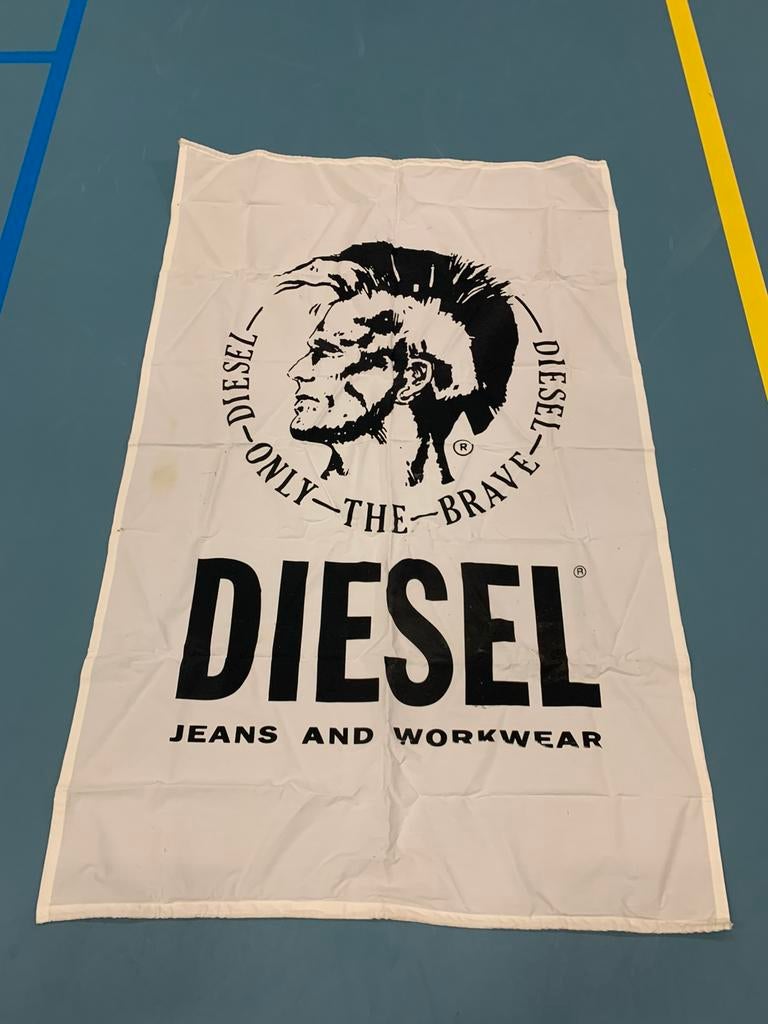 DIESEL—ONLY—THE—BRAVE—DIESEL
®
DIESEL®
JEANS AND WORKWEAR